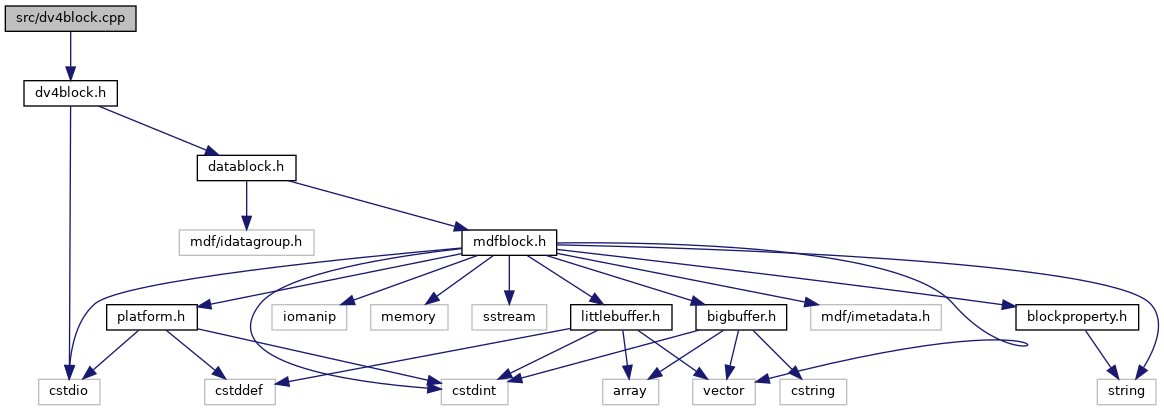 src/dv4block.cpp
dv4block.h
datablock.h
mdf/idatagroup.h
mdfblock.h
platform.h
iomanip
memory
sstream
littlebuffer.h
bigbuffer.h
mdf/imetadata.h
blockproperty.h
cstdio
cstddef
cstdint
array
vector
cstring
string